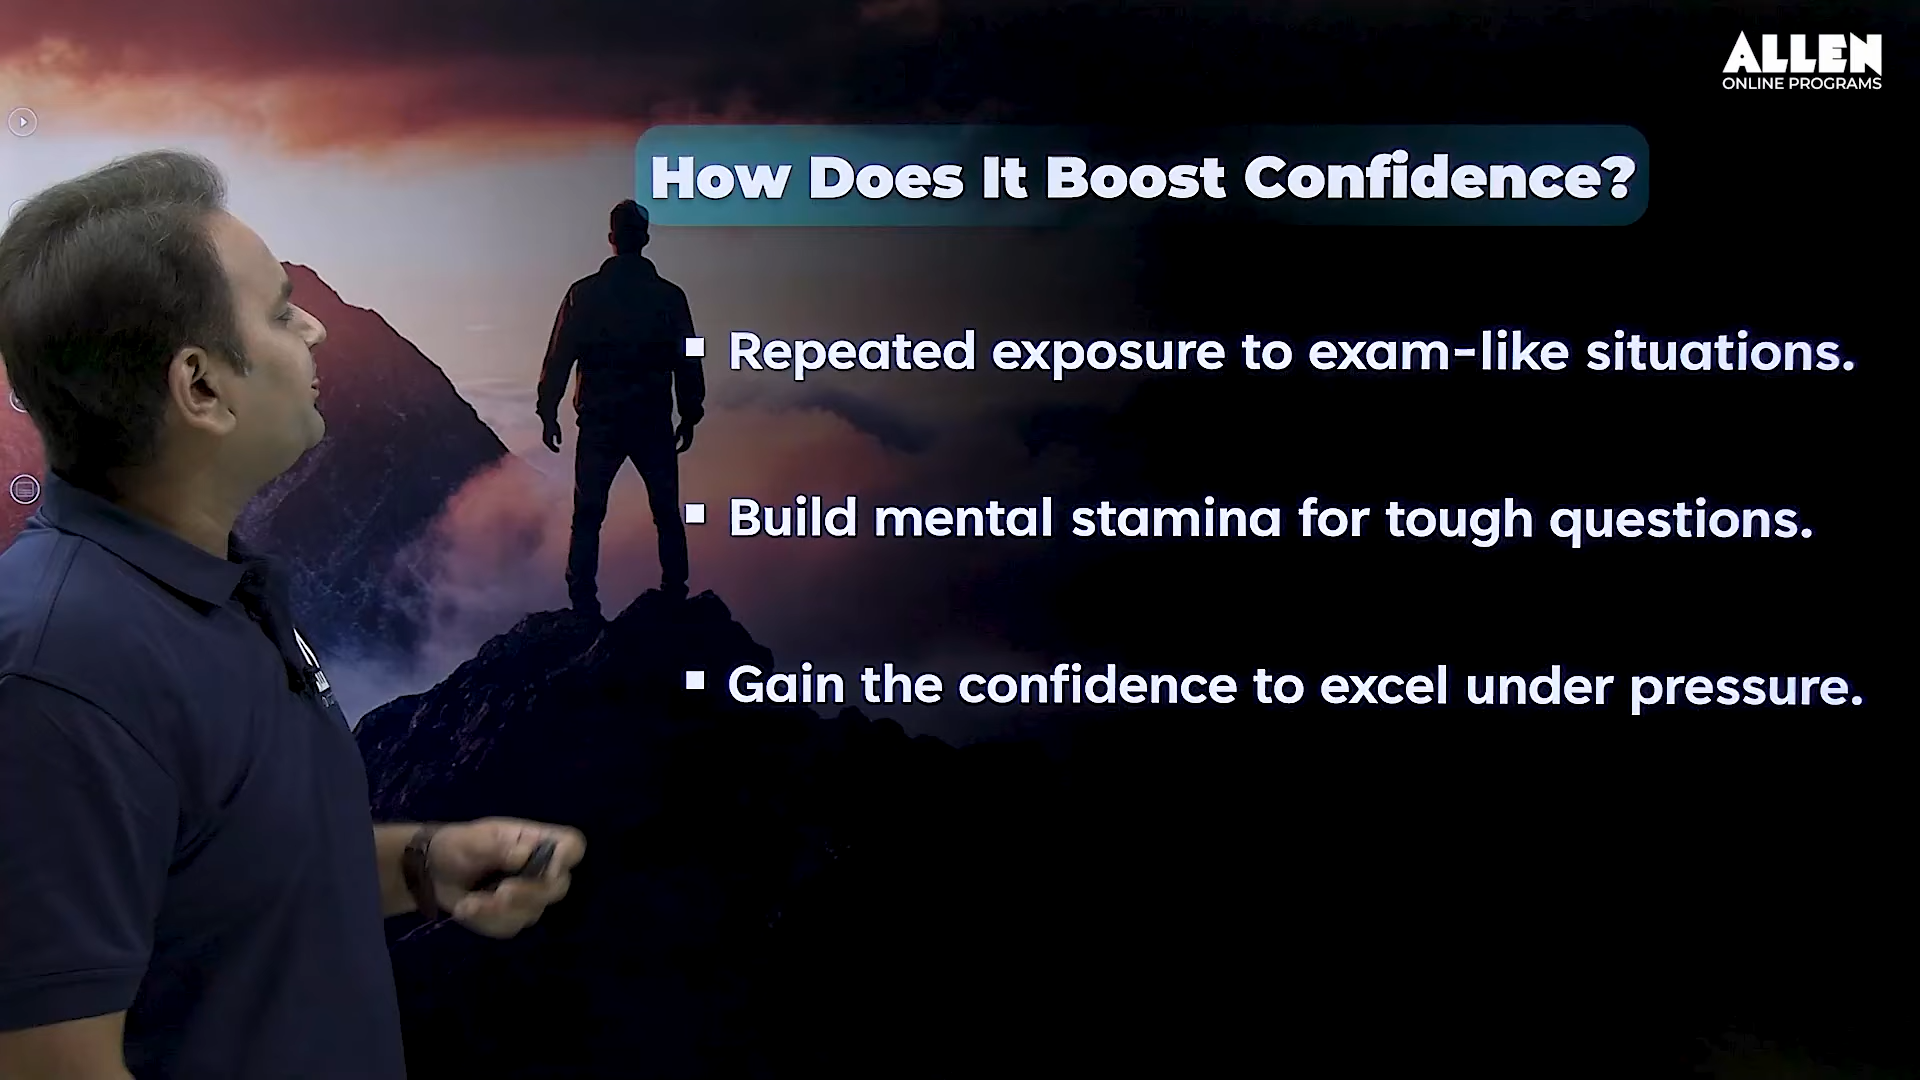 ALLEN
ONLINE PROGRAMS
How Does It Boost Confidence?
▪ Repeated exposure to exam-like situations.
▪ Build mental stamina for tough questions.
▪ Gain the confidence to excel under pressure.